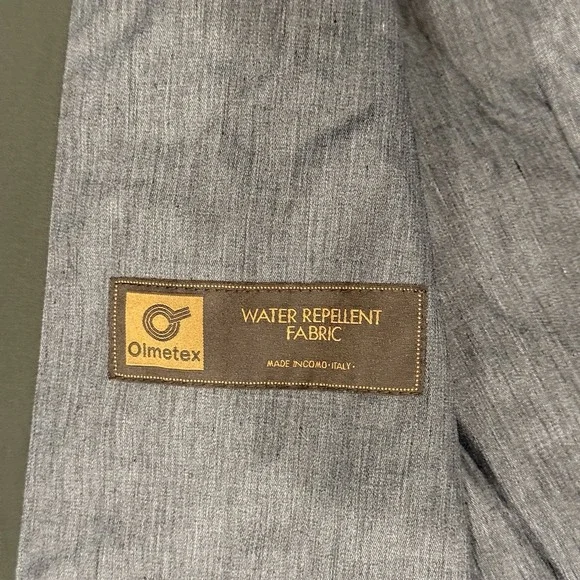 Olmetex
WATER REPELLENT
FABRIC
MADE IN COMO·ITALY·